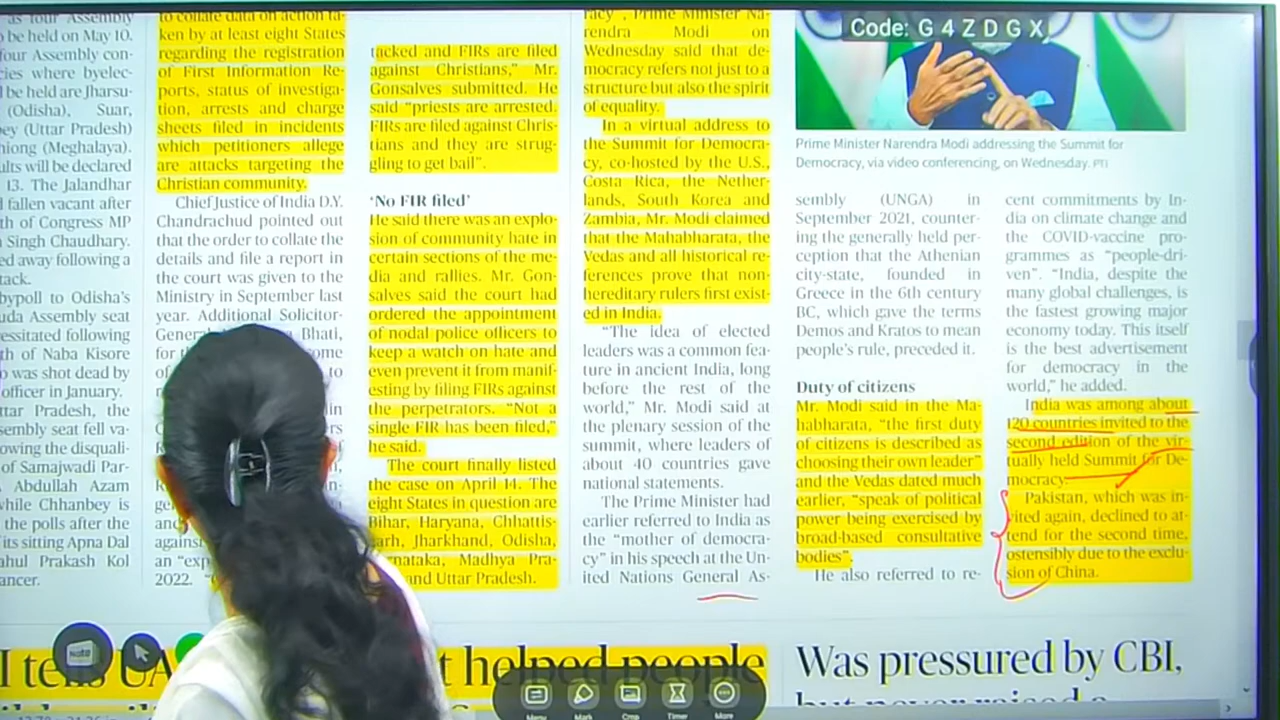 as four Assembly
be held on May 10.
four Assembly con-
cies where byelec-
be held are Jharsu-
(Odisha), Suar,
(Uttar Pradesh)
hiong (Meghalaya).
ults will be declared
13. The Jalandhar
fallen vacant after
th of Congress MP
Singh Chaudhary.
ed away following a
tack.
bypoll to Odisha's
uda Assembly seat
essitated following
th of Naba Kisore
was shot dead by
officer in January.
ttar Pradesh, the
sembly seat fell va-
owing the disquali-
of Samajwadi Par-
Abdullah Azam
while Chhanbey is
the polls after the
its sitting Apna Dal
ahul Prakash Kol
ancer.
to collate data on action ta-
ken by at least eight States
regarding the registration
of First Information Re-
ports, status of investiga-
tion, arrests and charge
sheets filed in incidents
which petitioners allege
are attacks targeting the
Christian community.
Chief Justice of India D.Y.
Chandrachud pointed out
that the order to collate the
details and file a report in
the court was given to the
Ministry in September last
year. Additional Solicitor-
General Bhati,
for
to
against
an "exp
2022.
tacked and FIRs are filed
against Christians," Mr.
Gonsalves submitted. He
said "priests are arrested.
FIRs are filed against Chris-
tians and they are strug-
gling to get bail".
'No FIR filed'
He said there was an explo-
sion of community hate in
certain sections of the me-
dia and rallies. Mr. Gon-
salves said the court had
ordered the appointment
of nodal police officers to
keep a watch on hate and
even prevent it from manif-
esting by filing FIRs against
the perpetrators. "Not a
single FIR has been filed,"
he said.
The court finally listed
the case on April 14. The
eight States in question are
Bihar, Haryana, Chhattis-
garh, Jharkhand, Odisha,
rnataka, Madhya Pra-
and Uttar Pradesh.
racy", Prime Minister Na-
rendra Modi on
Wednesday said that de-
mocracy refers not just to a
structure but also the spirit
of equality.
In a virtual address to
the Summit for Democra-
cy, co-hosted by the U.S.,
Costa Rica, the Nether-
lands, South Korea and
Zambia, Mr. Modi claimed
that the Mahabharata, the
Vedas and all historical re-
ferences prove that non-
hereditary rulers first exist-
ed in India.
"The idea of elected
leaders was a common fea-
ture in ancient India, long
before the rest of the
world," Mr. Modi said at
the plenary session of the
summit, where leaders of
about 40 countries gave
national statements.
The Prime Minister had
earlier referred to India as
the "mother of democra-
cy" in his speech at the Un-
ited Nations General As-
Code: G 4 Z D G X
Prime Minister Narendra Modi addressing the Summit for
Democracy, via video conferencing, on Wednesday. PTI
sembly (UNGA) in
September 2021, counter-
ing the generally held per-
ception that the Athenian
city-state, founded in
Greece in the 6th century
BC, which gave the terms
Demos and Kratos to mean
people's rule, preceded it.
Duty of citizens
Mr. Modi said in the Ma-
habharata, "the first duty
of citizens is described as
choosing their own leader"
and the Vedas dated much
earlier, "speak of political
power being exercised by
broad-based consultative
bodies".
He also referred to re-
cent commitments by In-
dia on climate change and
the COVID-vaccine pro-
grammes as "people-dri-
ven". "India, despite the
many global challenges, is
the fastest growing major
economy today. This itself
is the best advertisement
for democracy in the
world," he added.
India was among about
120 countries invited to the
second edition of the vir-
tually held Summit for De-
mocracy.
Pakistan, which was in-
vited again, declined to at-
tend for the second time,
ostensibly due to the exclu-
sion of China.
I tells UA t helped people
Was pressured by CBI,
but never raised a
Note
Menu Mark Crop Timer More